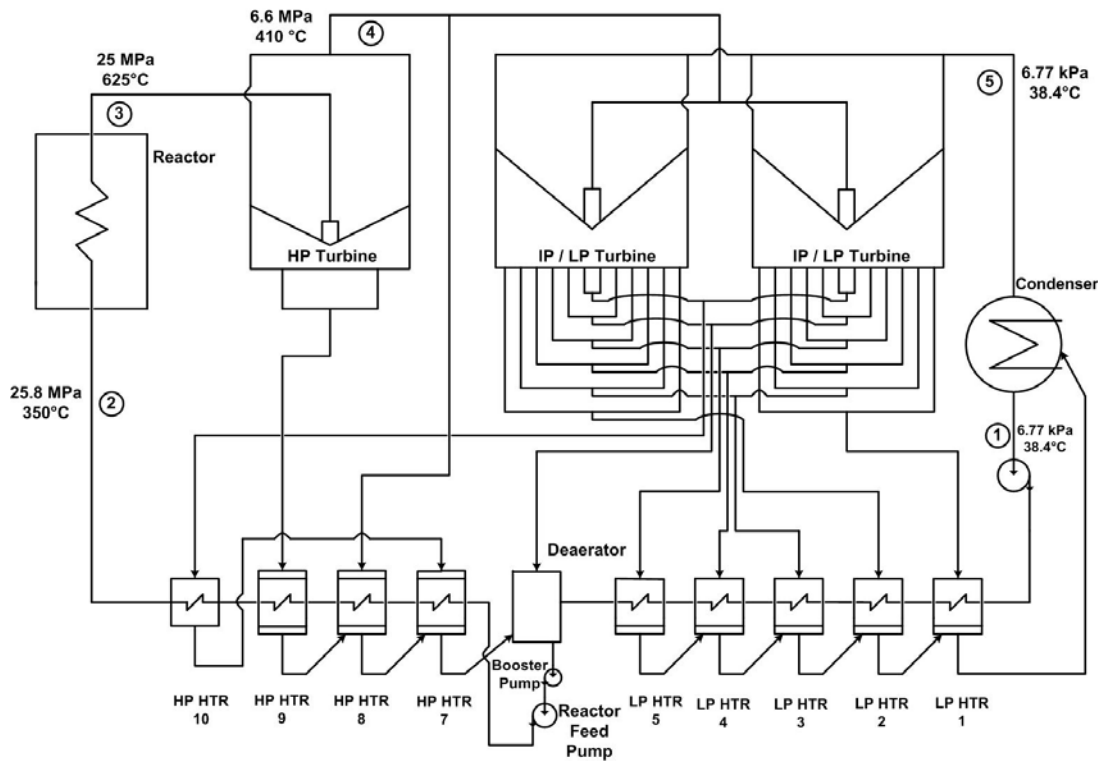 6.6 MPa
410 °C
4
25 MPa
625°C
3
Reactor
HP Turbine
IP / LP Turbine
IP / LP Turbine
5
6.77 kPa
38.4°C
Condenser
25.8 MPa
350°C
2
1
6.77 kPa
38.4°C
Deaerator
Booster
Pump
Reactor
Feed
Pump
HP HTR
10
HP HTR
9
HP HTR
8
HP HTR
7
LP HTR
5
LP HTR
4
LP HTR
3
LP HTR
2
LP HTR
1